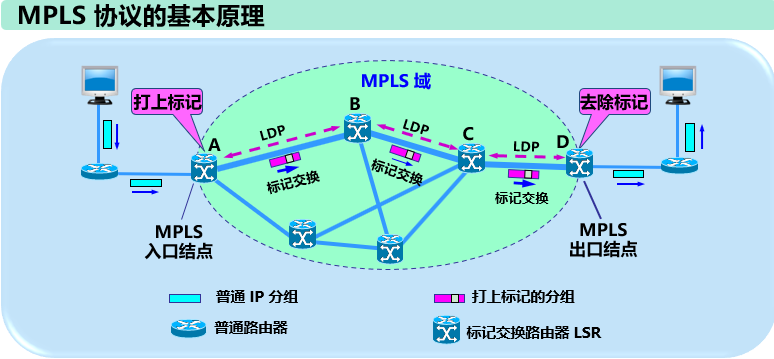 MPLS 协议的基本原理
MPLS 域
打上标记
去除标记
A
B
C
D
LDP
LDP
LDP
标记交换
标记交换
标记交换
MPLS
入口结点
MPLS
出口结点
普通 IP 分组
打上标记的分组
普通路由器
标记交换路由器 LSR